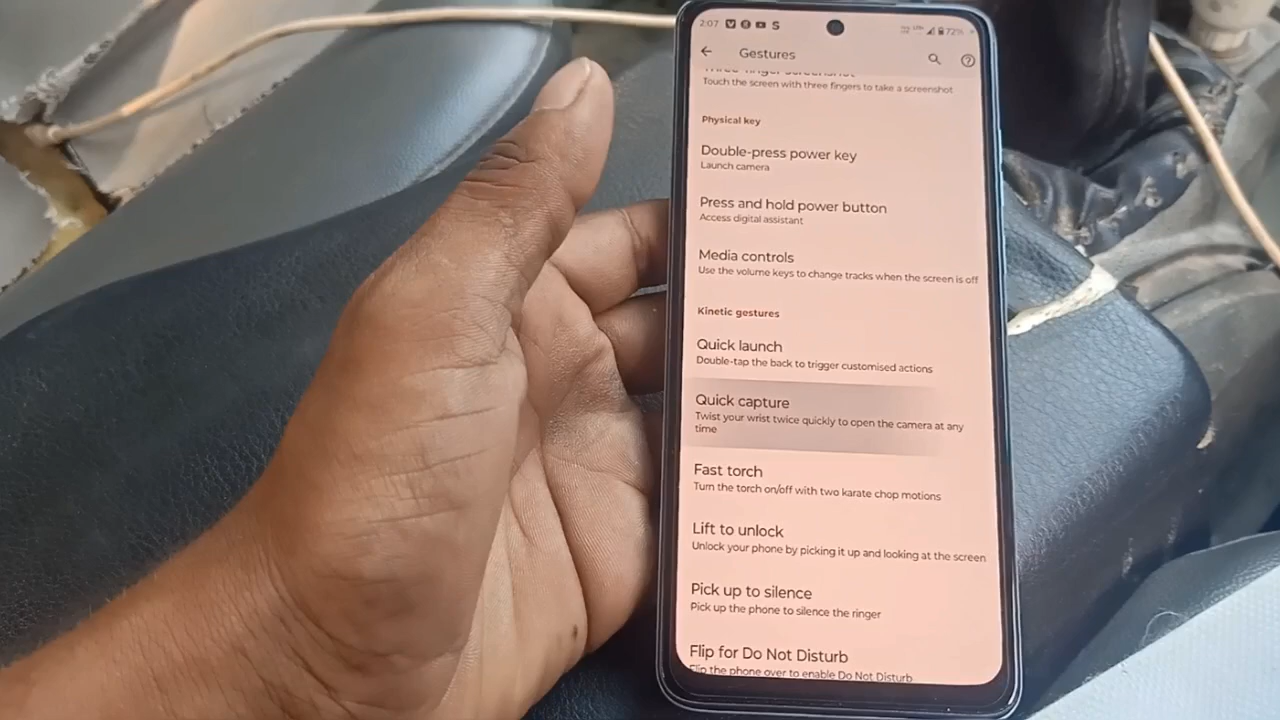 2:07 S 72%
Gestures
Three-finger screenshot
Touch the screen with three fingers to take a screenshot
Physical key
Double-press power key
Launch camera
Press and hold power button
Access digital assistant
Media controls
Use the volume keys to change tracks when the screen is off
Kinetic gestures
Quick launch
Double-tap the back to trigger customised actions
Quick capture
Twist your wrist twice quickly to open the camera at any
time
Fast torch
Turn the torch on/off with two karate chop motions
Lift to unlock
Unlock your phone by picking it up and looking at the screen
Pick up to silence
Pick up the phone to silence the ringer
Flip for Do Not Disturb
Flip the phone over to enable Do Not Disturb